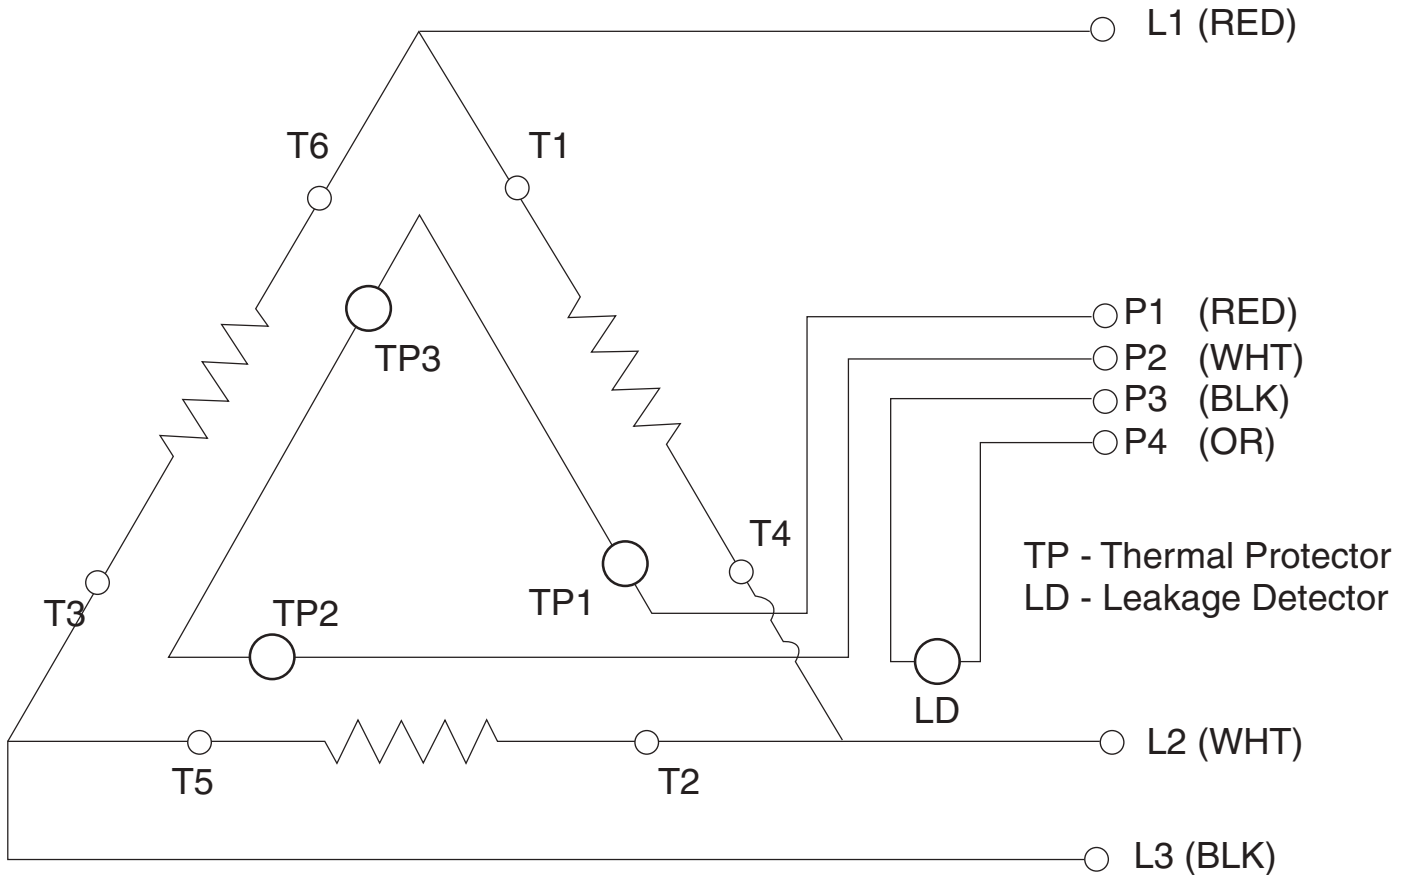 L1 (RED)
T6
T1
P1 (RED)
TP3
P2 (WHT)
P3 (BLK)
P4 (OR)
T4
TP - Thermal Protector
LD - Leakage Detector
TP1
T3
TP2
LD
L2 (WHT)
T5
T2
L3 (BLK)